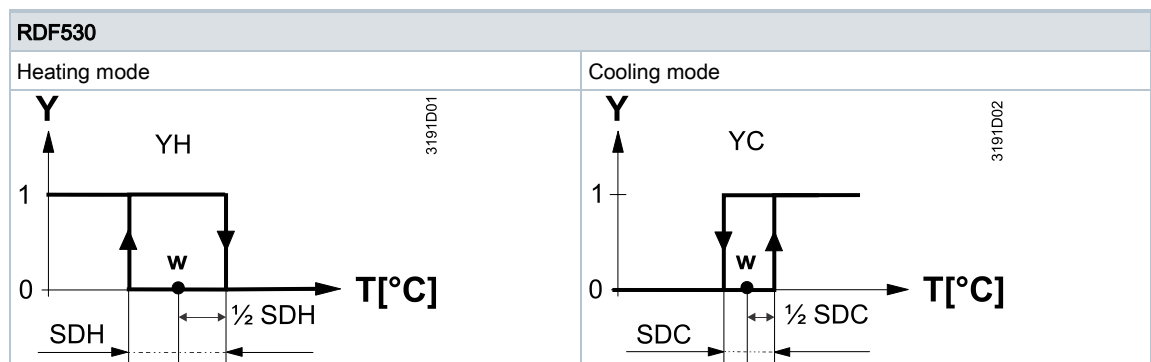 RDF530
Heating mode
Cooling mode
Y
YH
3191D01
1
w
0
T[°C]
½ SDH
SDH
Y
YC
3191D02
1
w
0
T[°C]
½ SDC
SDC